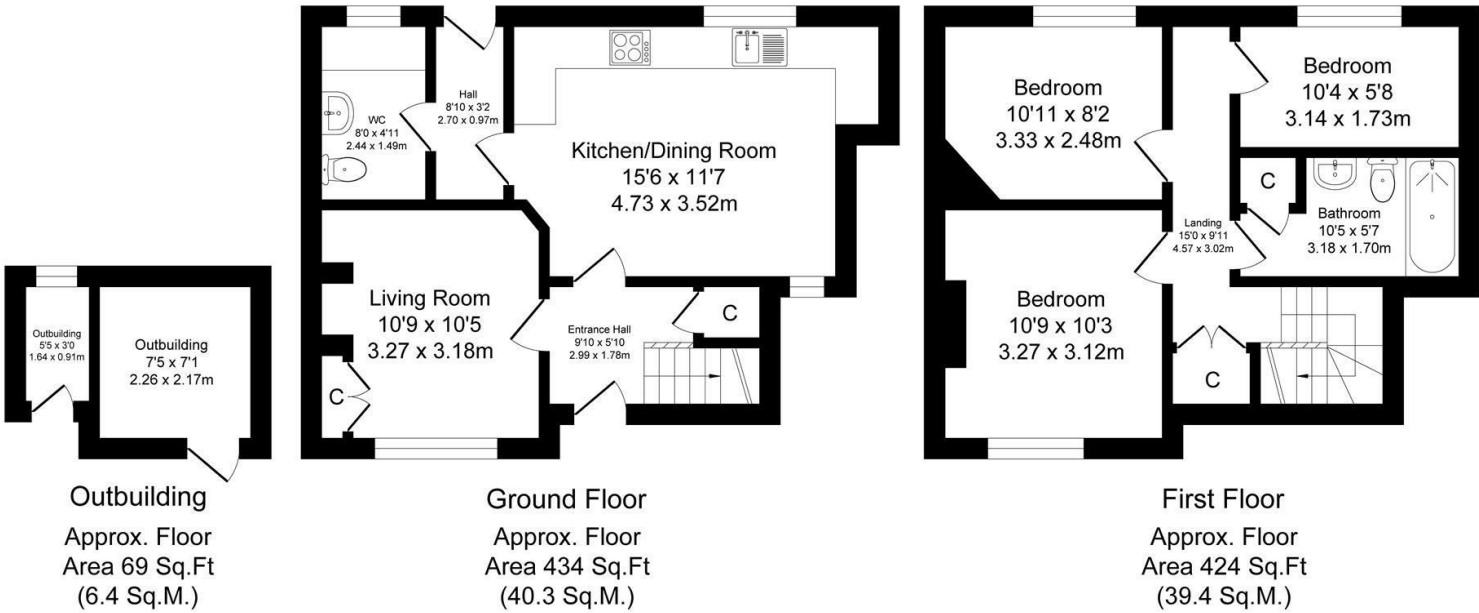 Outbuilding
5'5 x 3'0
1.64 x 0.91m
Outbuilding
7'5 x 7'1
2.26 x 2.17m
Outbuilding
Approx. Floor
Area 69 Sq.Ft
(6.4 Sq.M.)
WC
8'0 x 4'11
2.44 x 1.49m
Hall
8'10 x 3'2
2.70 x 0.97m
Kitchen/Dining Room
15'6 x 11'7
4.73 x 3.52m
Living Room
10'9 x 10'5
3.27 x 3.18m
C
Entrance Hall
9'10 x 5'10
2.99 x 1.78m
C
Ground Floor
Approx. Floor
Area 434 Sq.Ft
(40.3 Sq.M.)
Bedroom
10'11 x 8'2
3.33 x 2.48m
Bedroom
10'4 x 5'8
3.14 x 1.73m
C
Bathroom
10'5 x 5'7
3.18 x 1.70m
Landing
15'0 x 9'11
4.57 x 3.02m
Bedroom
10'9 x 10'3
3.27 x 3.12m
C
First Floor
Approx. Floor
Area 424 Sq.Ft
(39.4 Sq.M.)